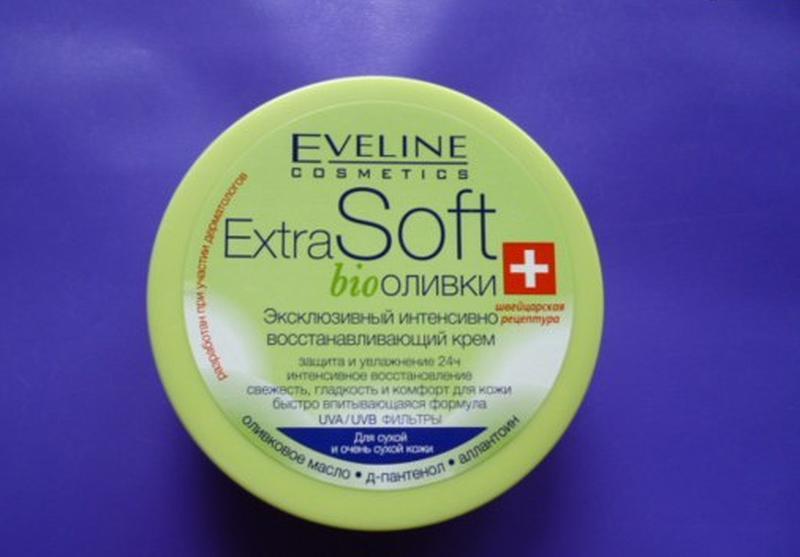 EVELINE
COSMETICS
Extra Soft
bio ОЛИВКИ
швейцарская
рецептура
Эксклюзивный интенсивно
восстанавливающий крем
защита и увлажнение 24ч
интенсивное восстановление
свежесть, гладкость и комфорт для кожи
быстро впитывающаяся формула
UVA/UVB ФИЛЬТРЫ
Для сухой
и очень сухой кожи
оливковое масло • д-пантенол • аллантоин
разработан при участии дерматологов